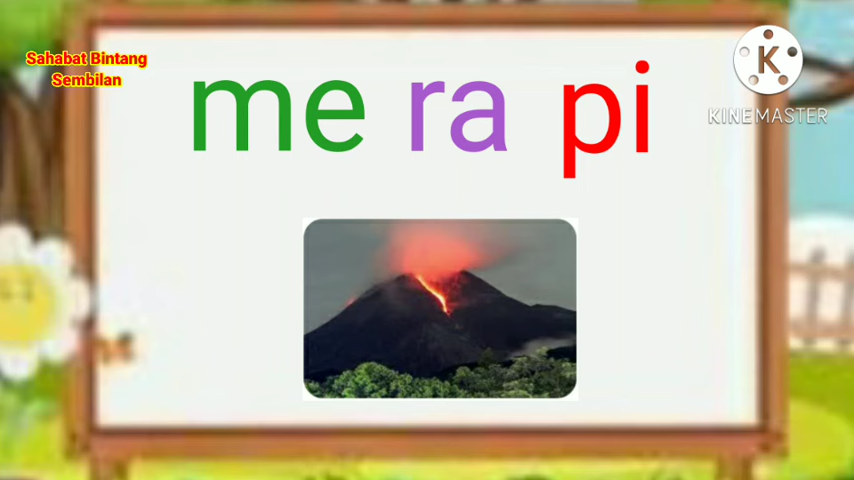 Sahabat Bintang
Sembilan
me ra pi
K
KINEMASTER